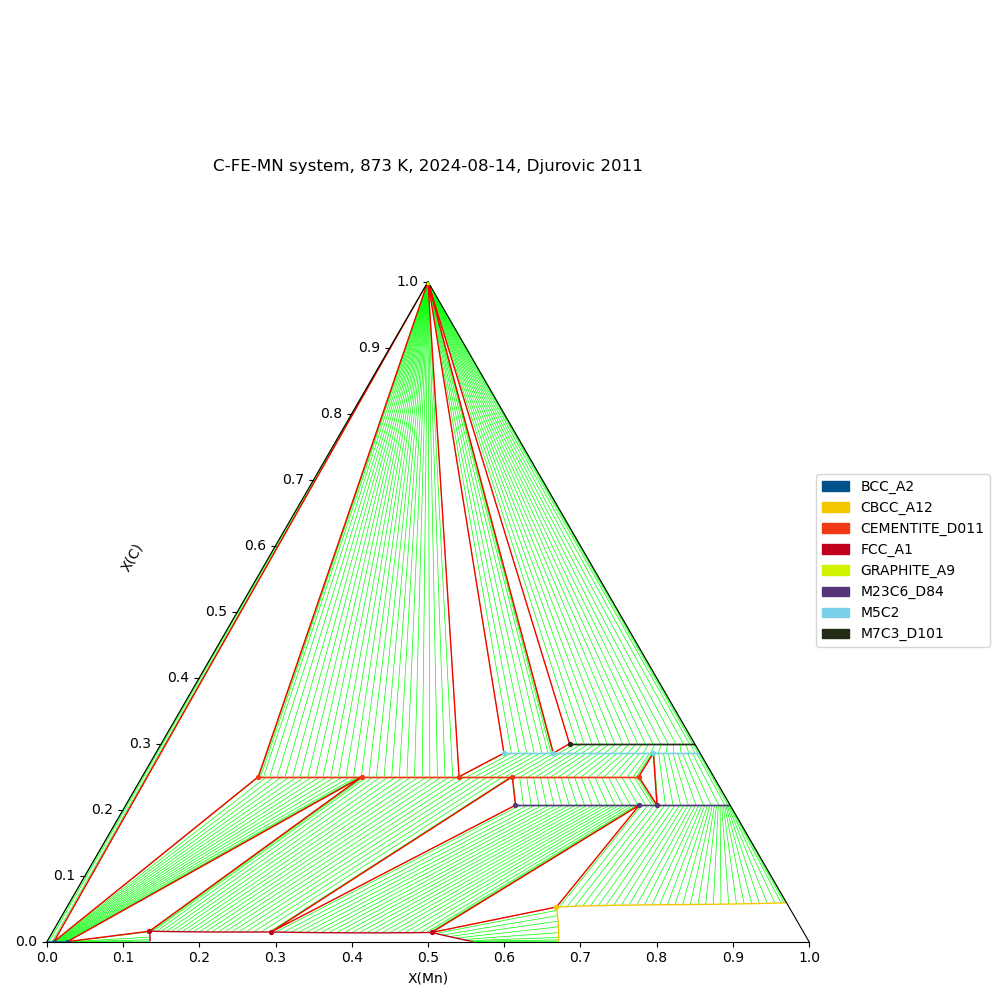 C-FE-MN system, 873 K, 2024-08-14, Djurovic 2011
1.0
0.9
0.8
0.7
0.6
0.5
0.4
0.3
0.2
0.1
0.0
X(C)
BCC_A2
CBCC_A12
CEMENTITE_D011
FCC_A1
GRAPHITE_A9
M23C6_D84
M5C2
M7C3_D101
0.0 0.1 0.2 0.3 0.4 0.5 0.6 0.7 0.8 0.9 1.0
X(Mn)